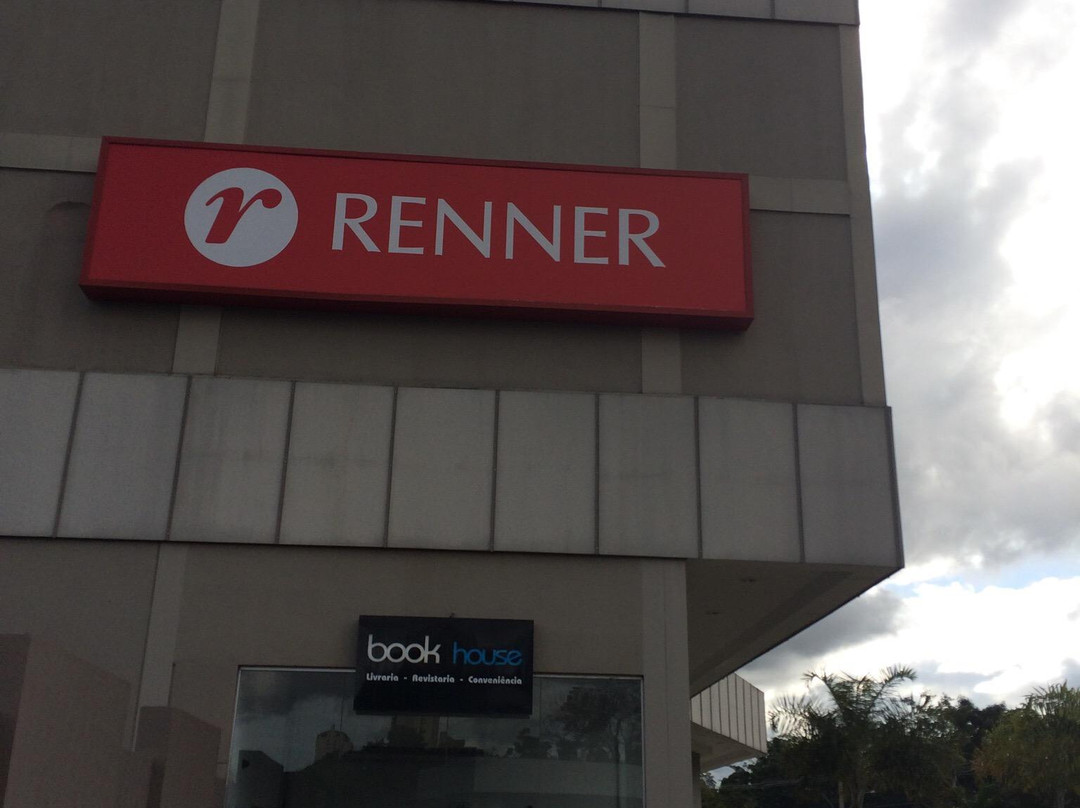 r RENNER
book house
Livraria - Revistaria - Conveniência